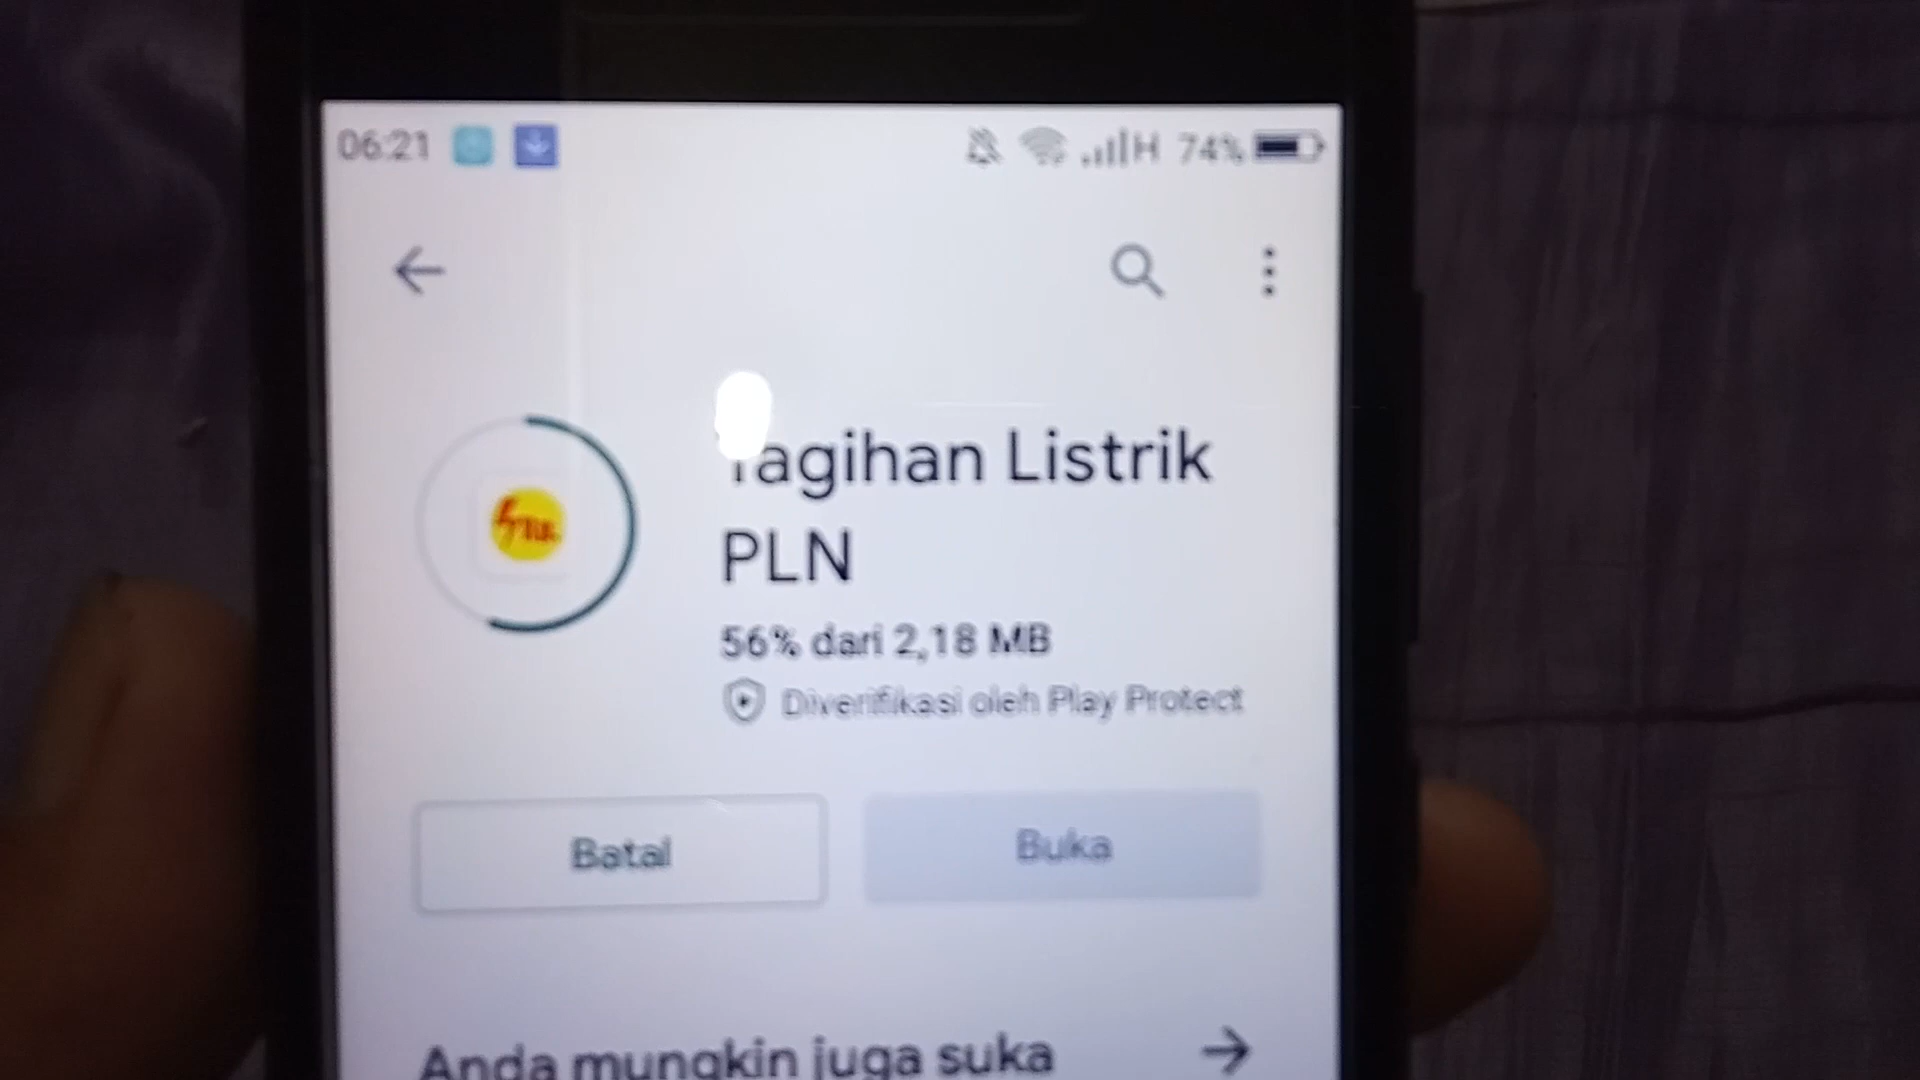 06:21 H 74%
Tagihan Listrik
PLN
56% dari 2,18 MB
Diverifikasi oleh Play Protect
Batal Buka
Anda mungkin juga suka